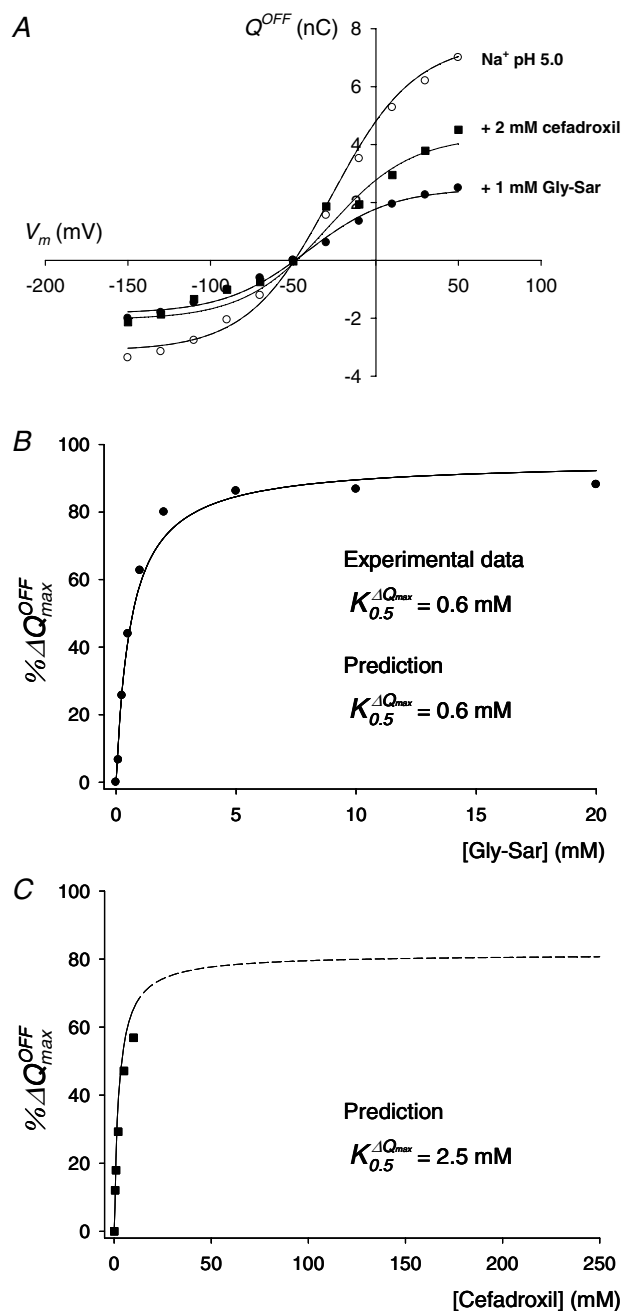 A
Q^OFF (nC)
8
Na⁺ pH 5.0
6
+ 2 mM cefadroxil
4
+ 1 mM Gly-Sar
2
V_m (mV)
-200 -150 -100 -50 0 50 100
-2
-4
B
100
80
60
40
20
0
%ΔQ_max^OFF
Experimental data
K_0.5^ΔQmax = 0.6 mM
Prediction
K_0.5^ΔQmax = 0.6 mM
0 5 10 15 20
[Gly-Sar] (mM)
C
100
80
60
40
20
0
%ΔQ_max^OFF
Prediction
K_0.5^ΔQmax = 2.5 mM
0 50 100 150 200 250
[Cefadroxil] (mM)